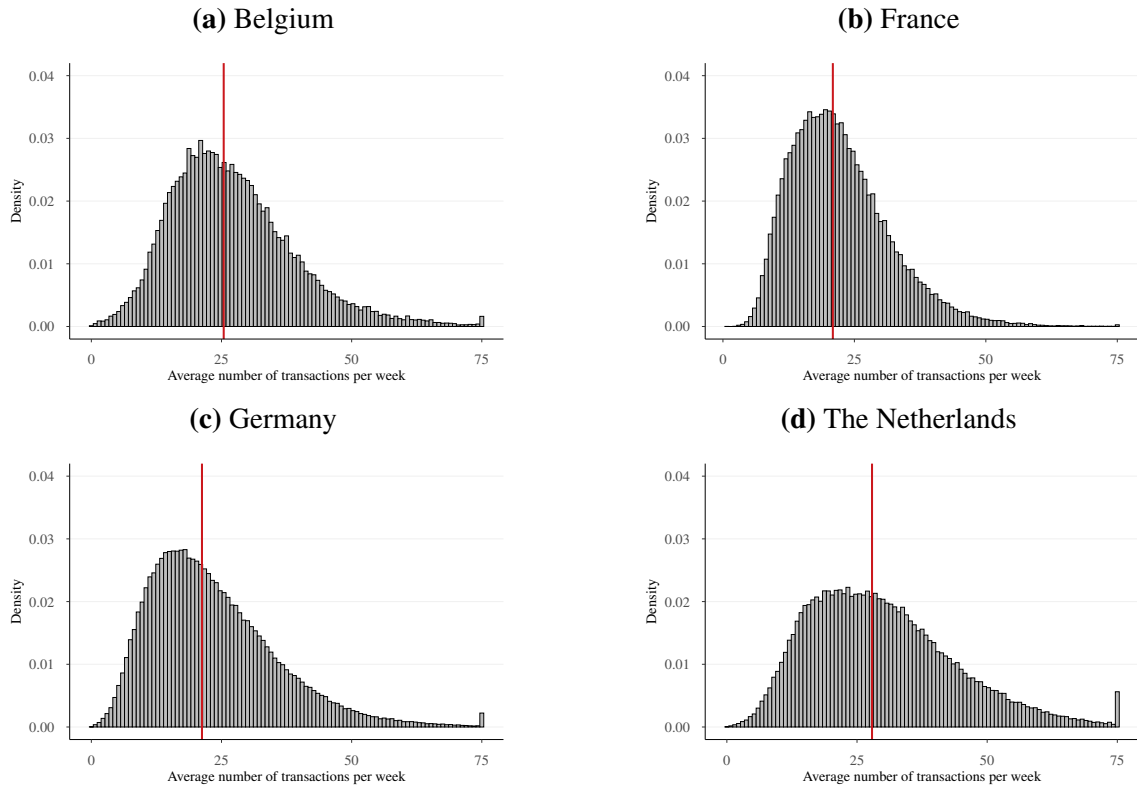 (a) Belgium
0.04
0.03
0.02
0.01
0.00
Density
0 25 50 75
Average number of transactions per week
(b) France
0.04
0.03
0.02
0.01
0.00
Density
0 25 50 75
Average number of transactions per week
(c) Germany
0.04
0.03
0.02
0.01
0.00
Density
0 25 50 75
Average number of transactions per week
(d) The Netherlands
0.04
0.03
0.02
0.01
0.00
Density
0 25 50 75
Average number of transactions per week